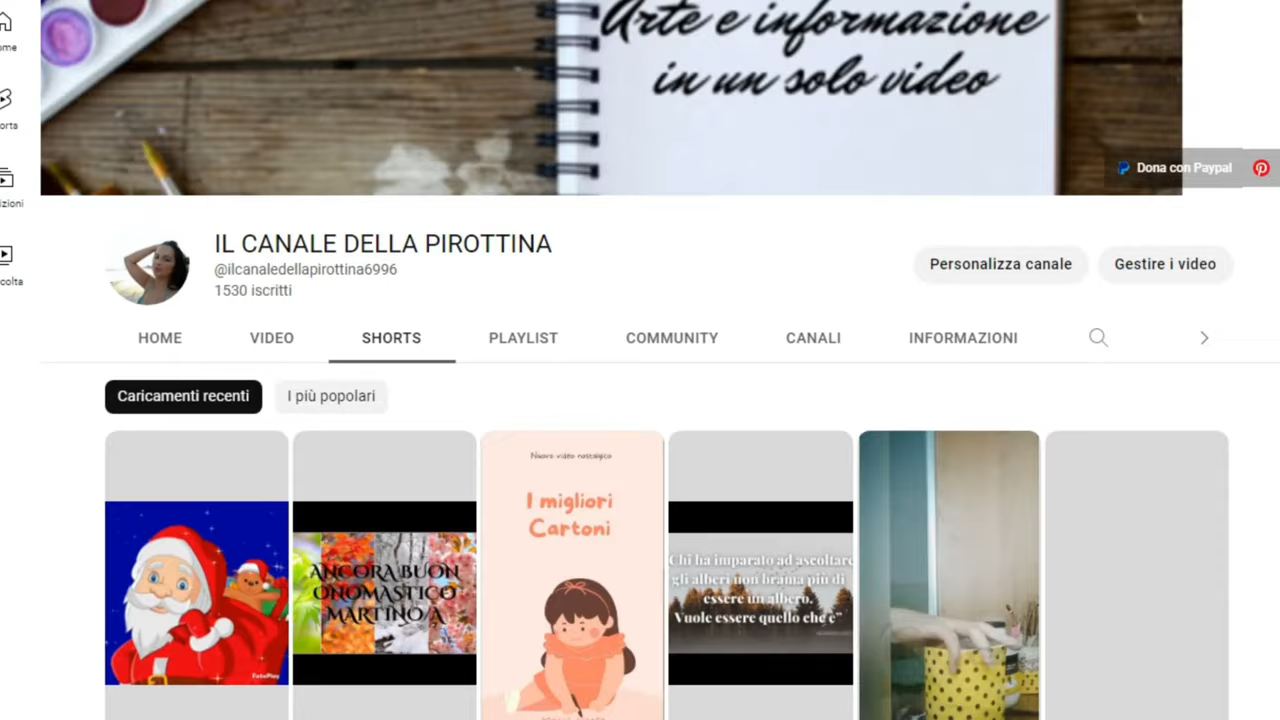 Arte e informazione
in un solo video
Dona con Paypal
IL CANALE DELLA PIROTTINA
@ilcanaledellapirottina6996
1530 iscritti
Personalizza canale
Gestire i video
HOME
VIDEO
SHORTS
PLAYLIST
COMMUNITY
CANALI
INFORMAZIONI
Caricamenti recenti
I più popolari
FotoPlay
ANCORA BUON
ONOMASTICO
MARTINO A
Nuovo video nostalgico
I migliori
Cartoni
Chi ha imparato ad ascoltare
gli alberi non brama più di
essere un albero.
Vuole essere quello che è”